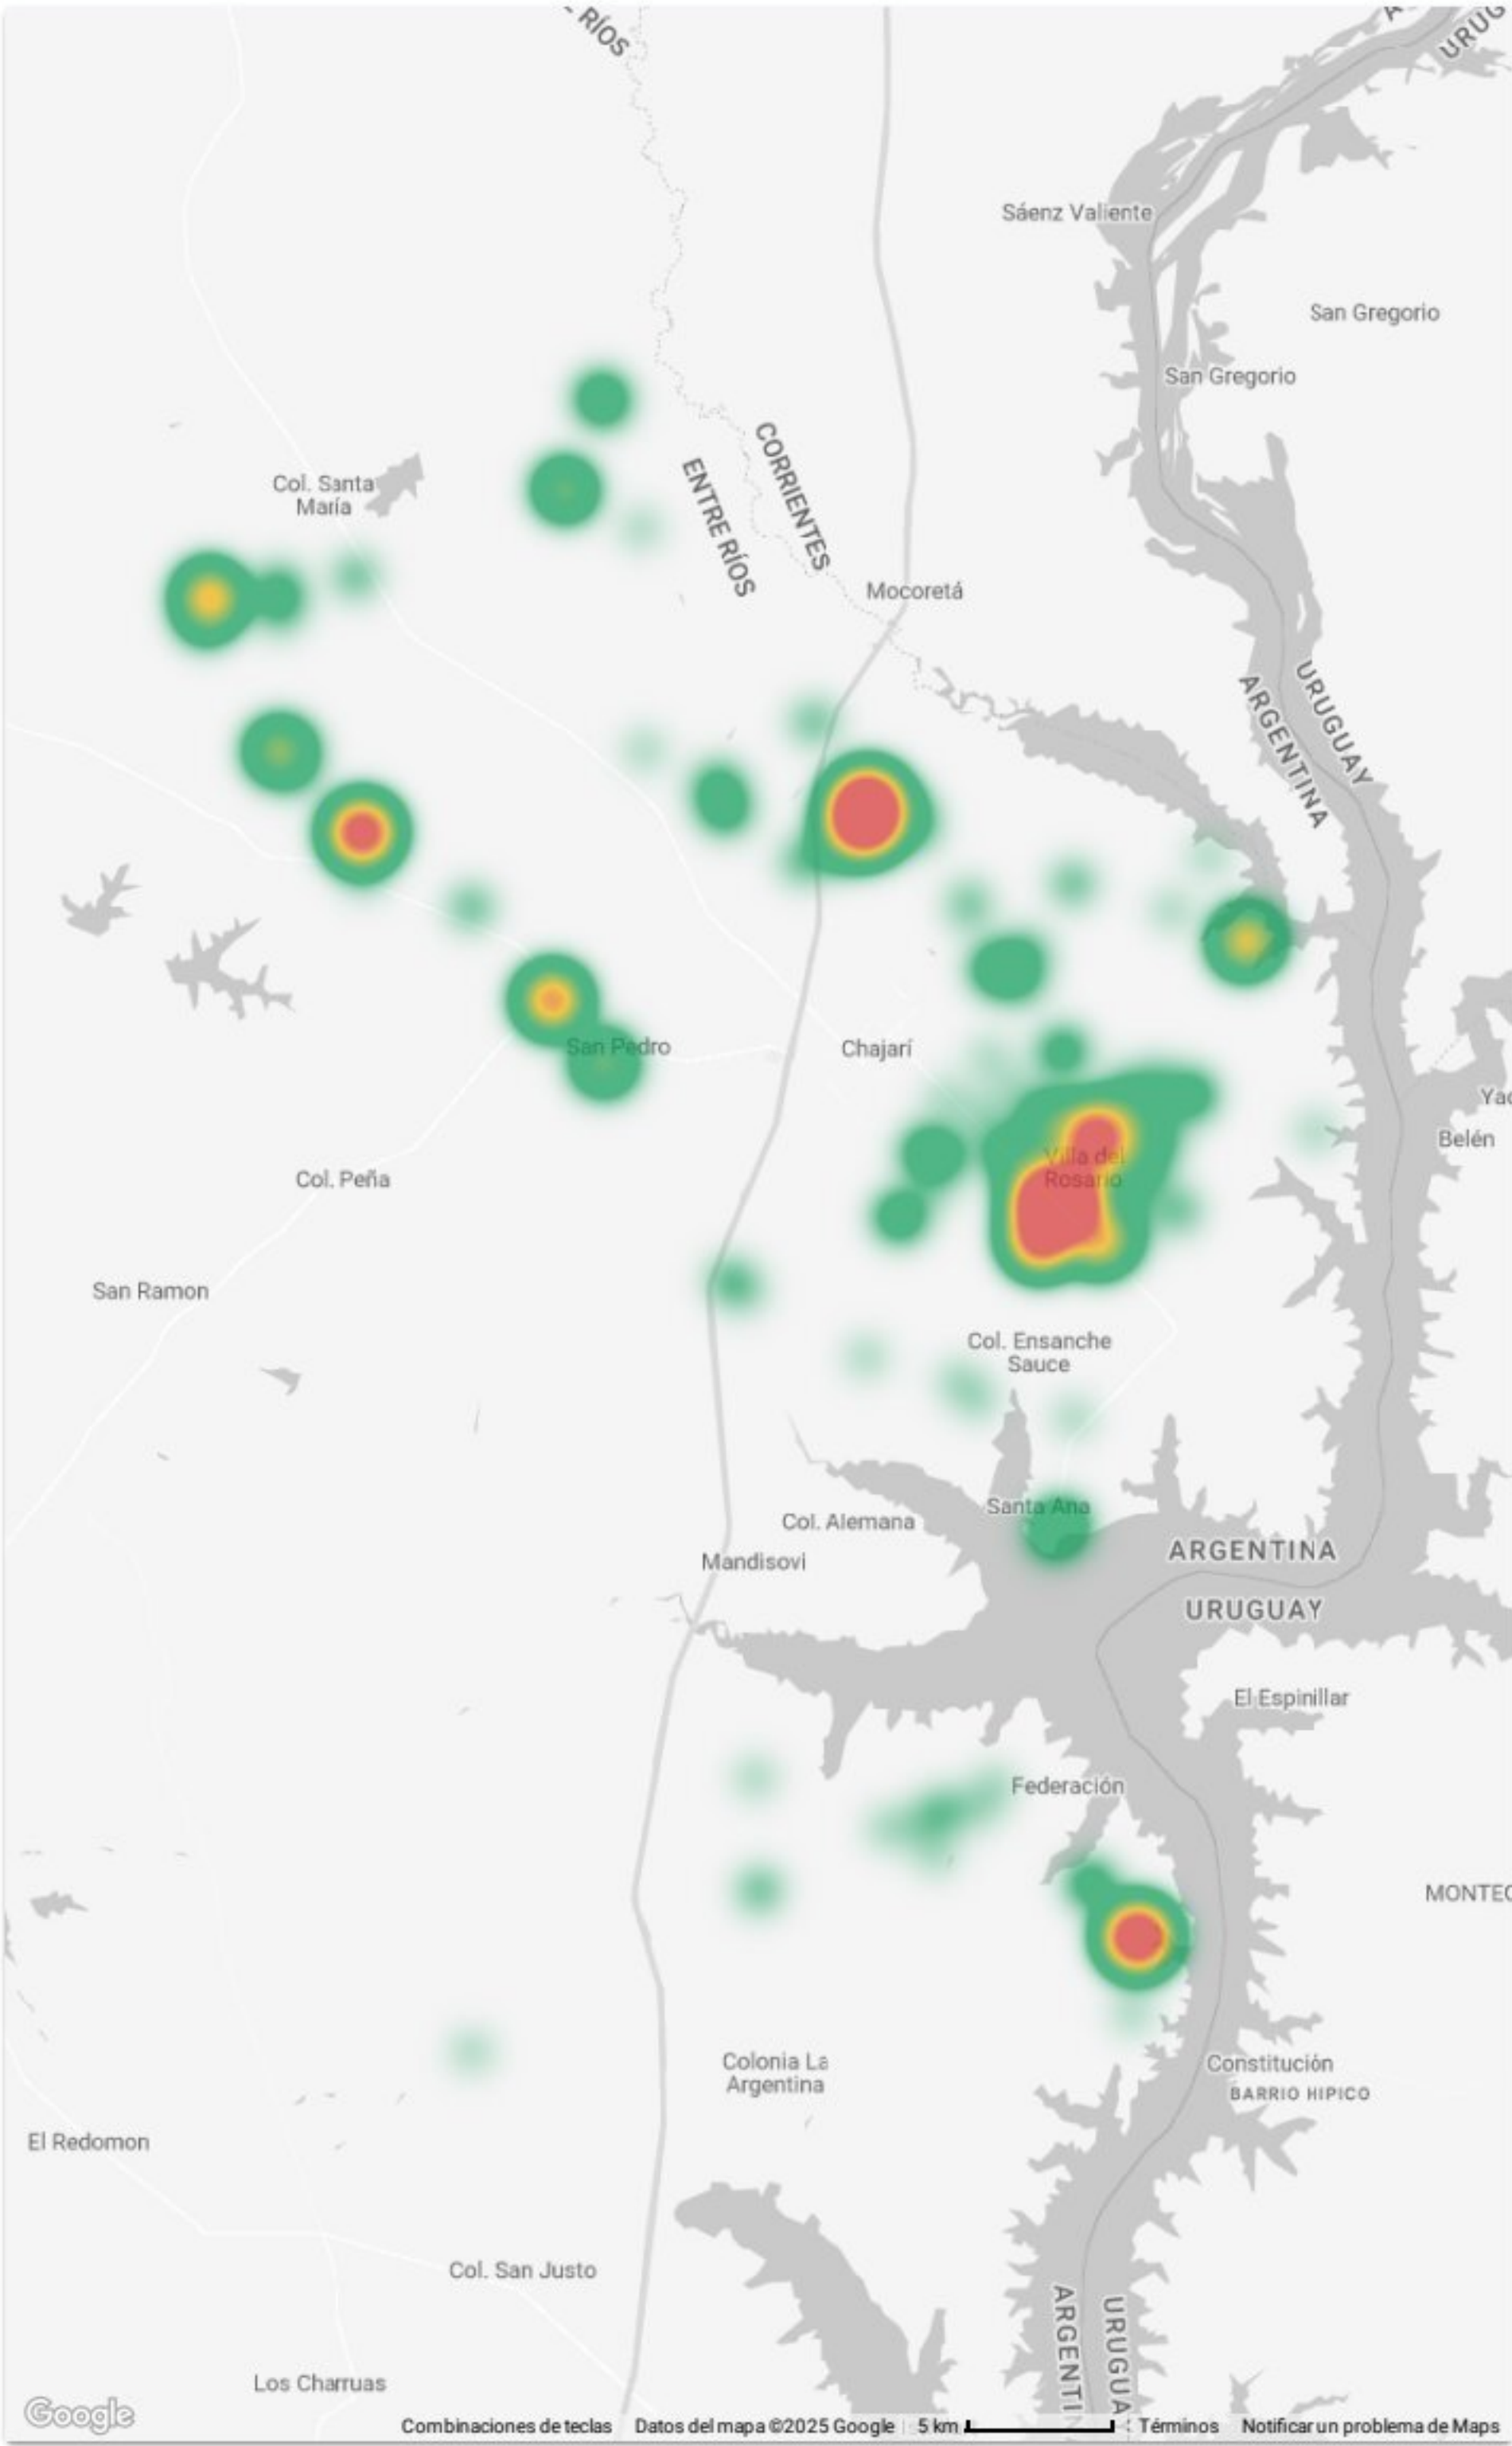 RÍOS
URUG
Sáenz Valiente
San Gregorio
San Gregorio
CORRIENTES
ENTRE RÍOS
Col. Santa
María
Mocoretá
URUGUAY
ARGENTINA
San Pedro
Chajarí
Belén
Villa del
Rosario
Col. Peña
San Ramon
Col. Ensanche
Sauce
Santa Ana
Col. Alemana
Mandisovi
ARGENTINA
URUGUAY
El Espinillar
Federación
MONTEC
Colonia La
Argentina
Constitución
BARRIO HIPICO
El Redomon
Col. San Justo
ARGENTIN
URUGUA
Los Charruas
Google
Combinaciones de teclas Datos del mapa ©2025 Google 5 km Términos Notificar un problema de Maps